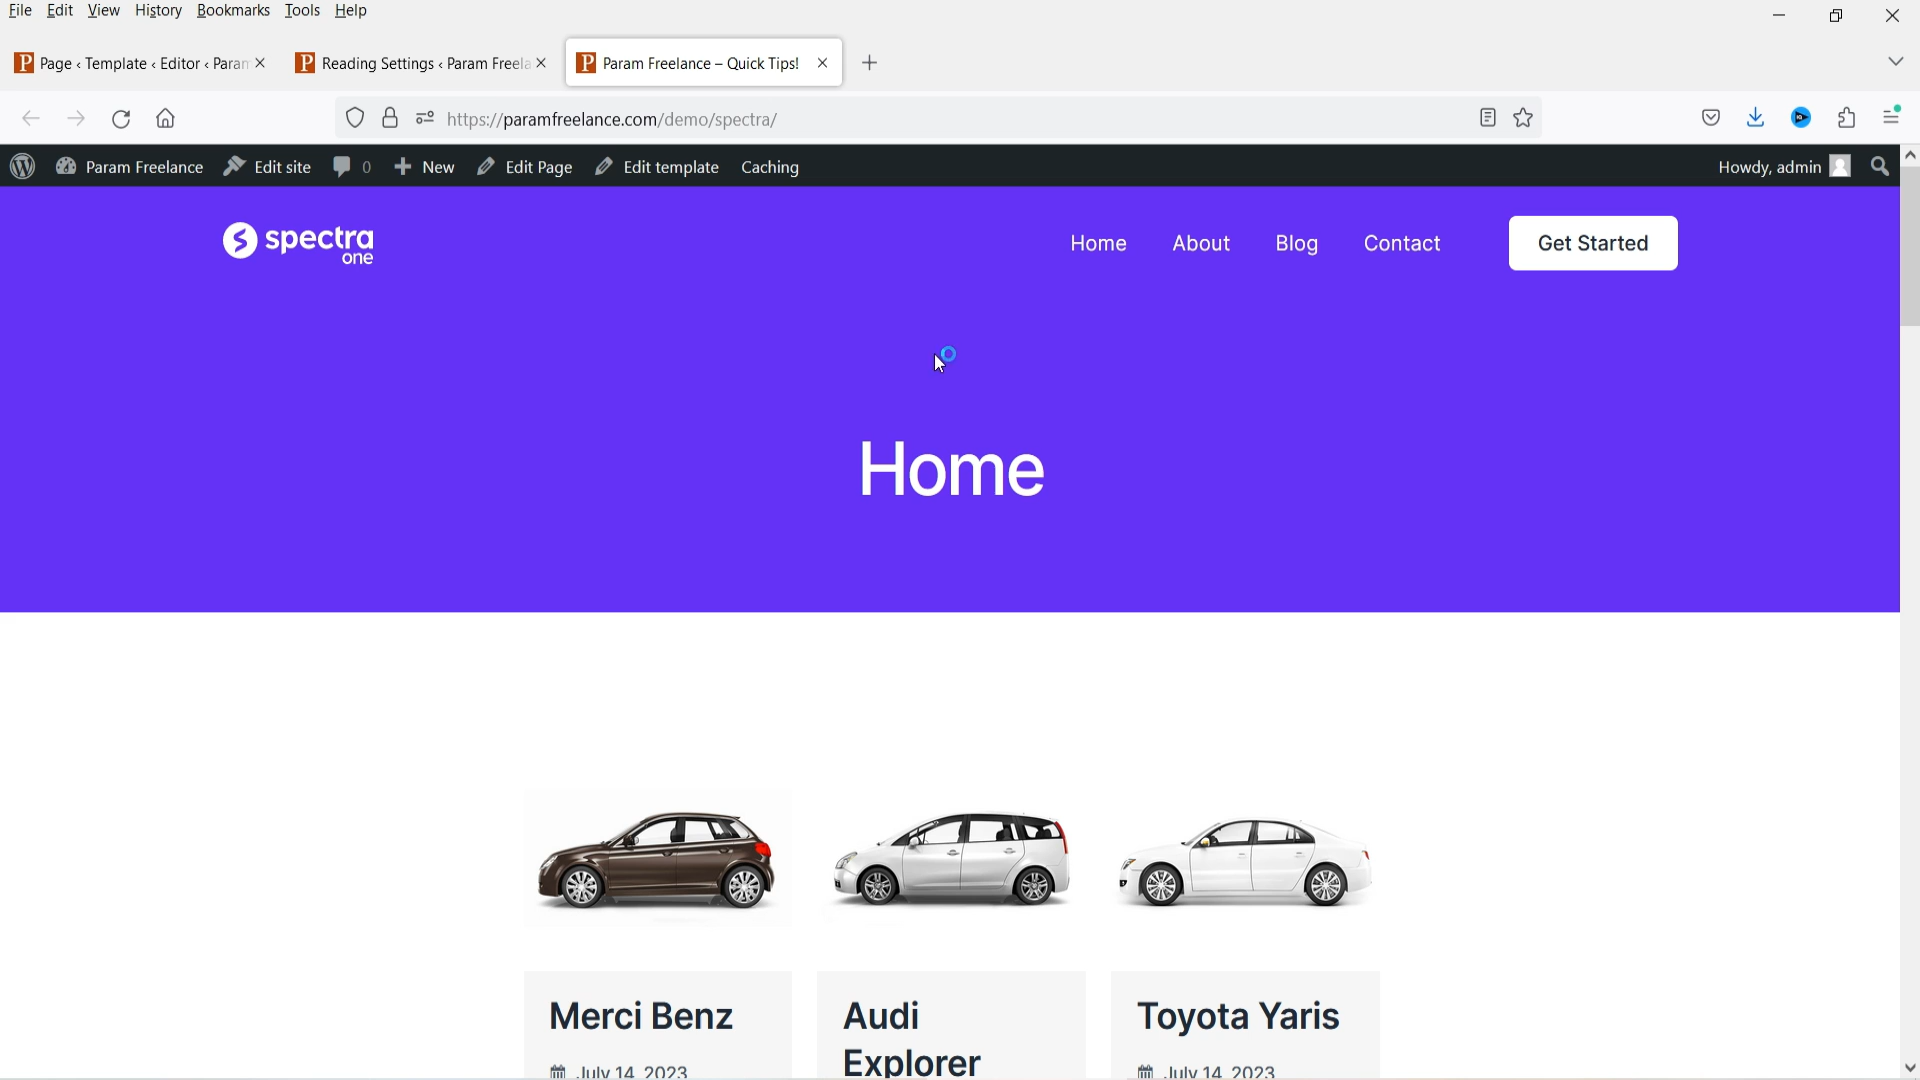 File Edit View History Bookmarks Tools Help
Page ‹ Template ‹ Editor ‹ Param
Reading Settings ‹ Param Freela
Param Freelance – Quick Tips!
https://paramfreelance.com/demo/spectra/
Param Freelance Edit site 0 New Edit Page Edit template Caching Howdy, admin
spectra one
Home About Blog Contact Get Started
Home
Merci Benz
Audi Explorer
Toyota Yaris
July 14, 2023
July 14, 2023